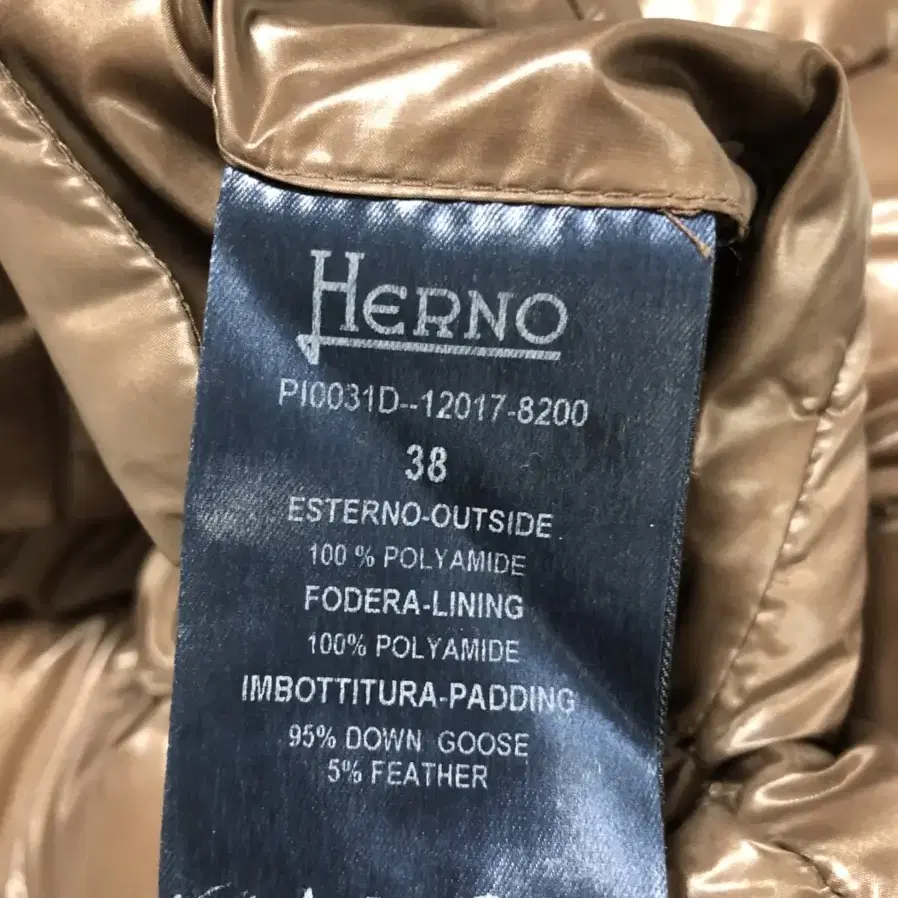 HERNO
PI0031D--12017-8200
38
ESTERNO-OUTSIDE
100 % POLYAMIDE
FODERA-LINING
100% POLYAMIDE
IMBOTTITURA-PADDING
95% DOWN GOOSE
5% FEATHER